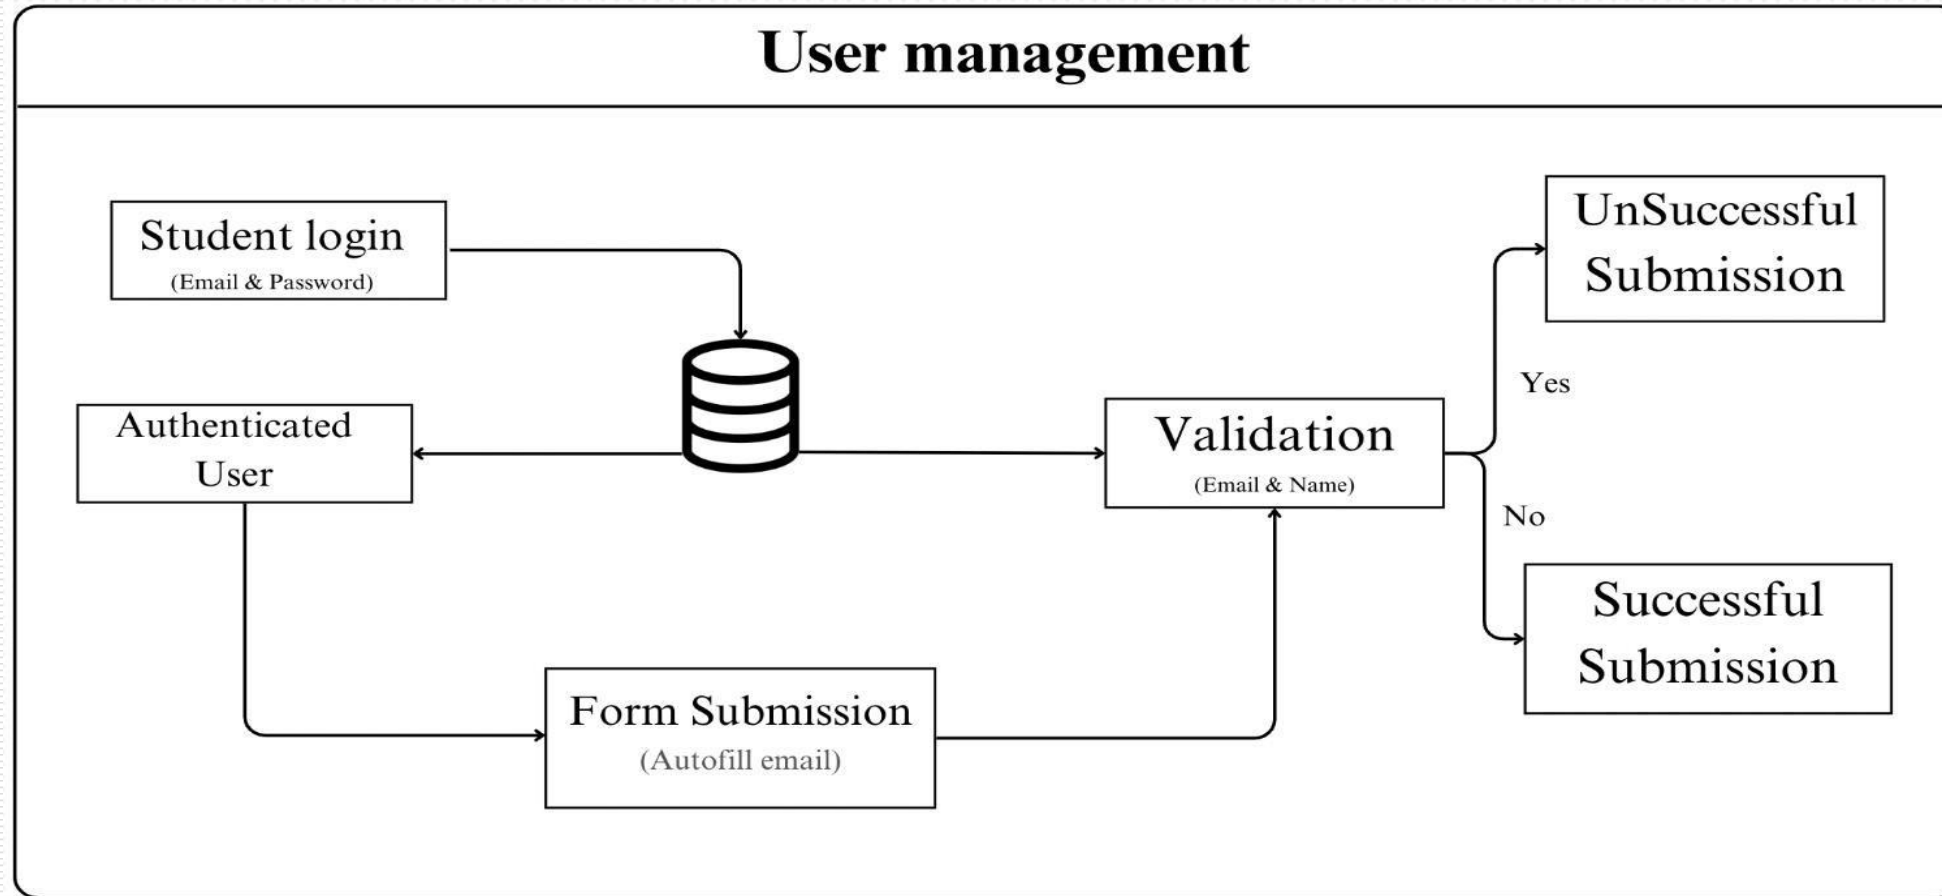 User management
Student login
(Email & Password)
UnSuccessful
Submission
Yes
Authenticated
User
Validation
(Email & Name)
No
Successful
Submission
Form Submission
(Autofill email)